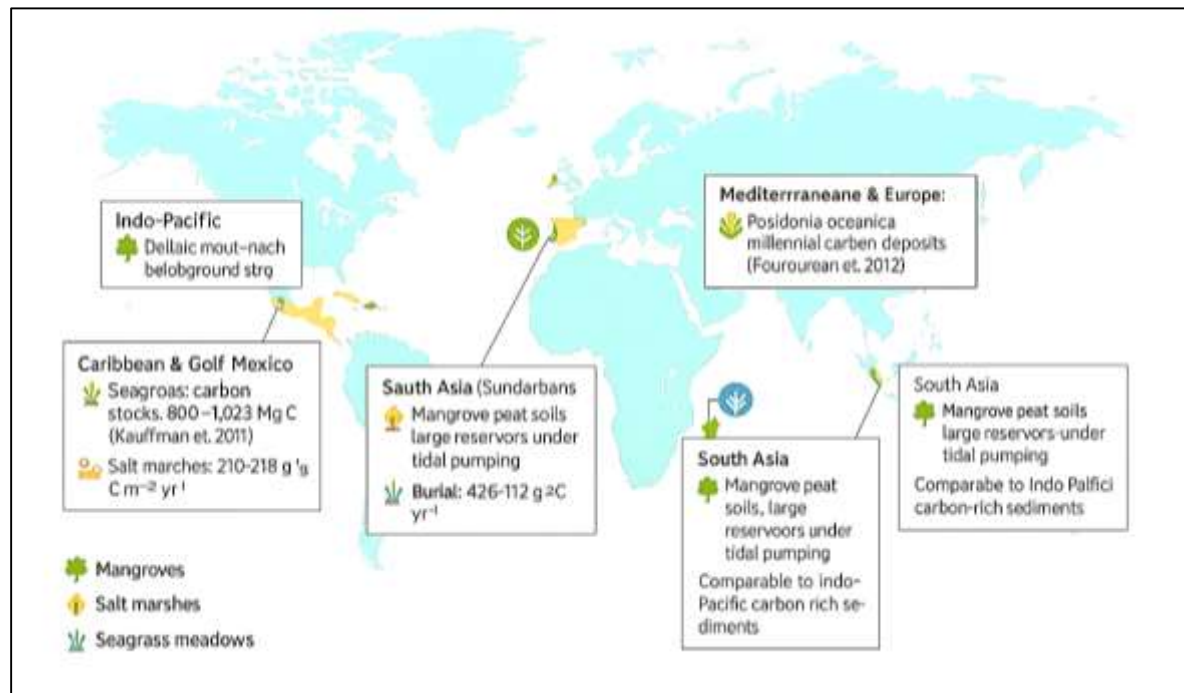 Indo-Pacific
Dellaic mout-nach
belobground strg
Mediterrraneane & Europe:
Posidonia oceanica
millennial carben deposits
(Fourourean et. 2012)
Caribbean & Golf Mexico
Seagroas: carbon
stocks. 800–1,023 Mg C
(Kauffman et. 2011)
Salt marches: 210-218 g 'g
C m⁻² yr ˡ
Sauth Asia (Sundarbans
Mangrove peat soils
large reservors under
tidal pumping
Burial: 426-112 g ²C
yr⁻ˡ
South Asia
Mangrove peat
soils, large
reservoors under
tidal pumping
Comparable to indo-
Pacific carbon rich se-
diments
South Asia
Mangrove peat soils
large reservors-under
tidal pumping
Comparabe to Indo Palfici
carbon-rich sediments
Mangroves
Salt marshes
Seagrass meadows